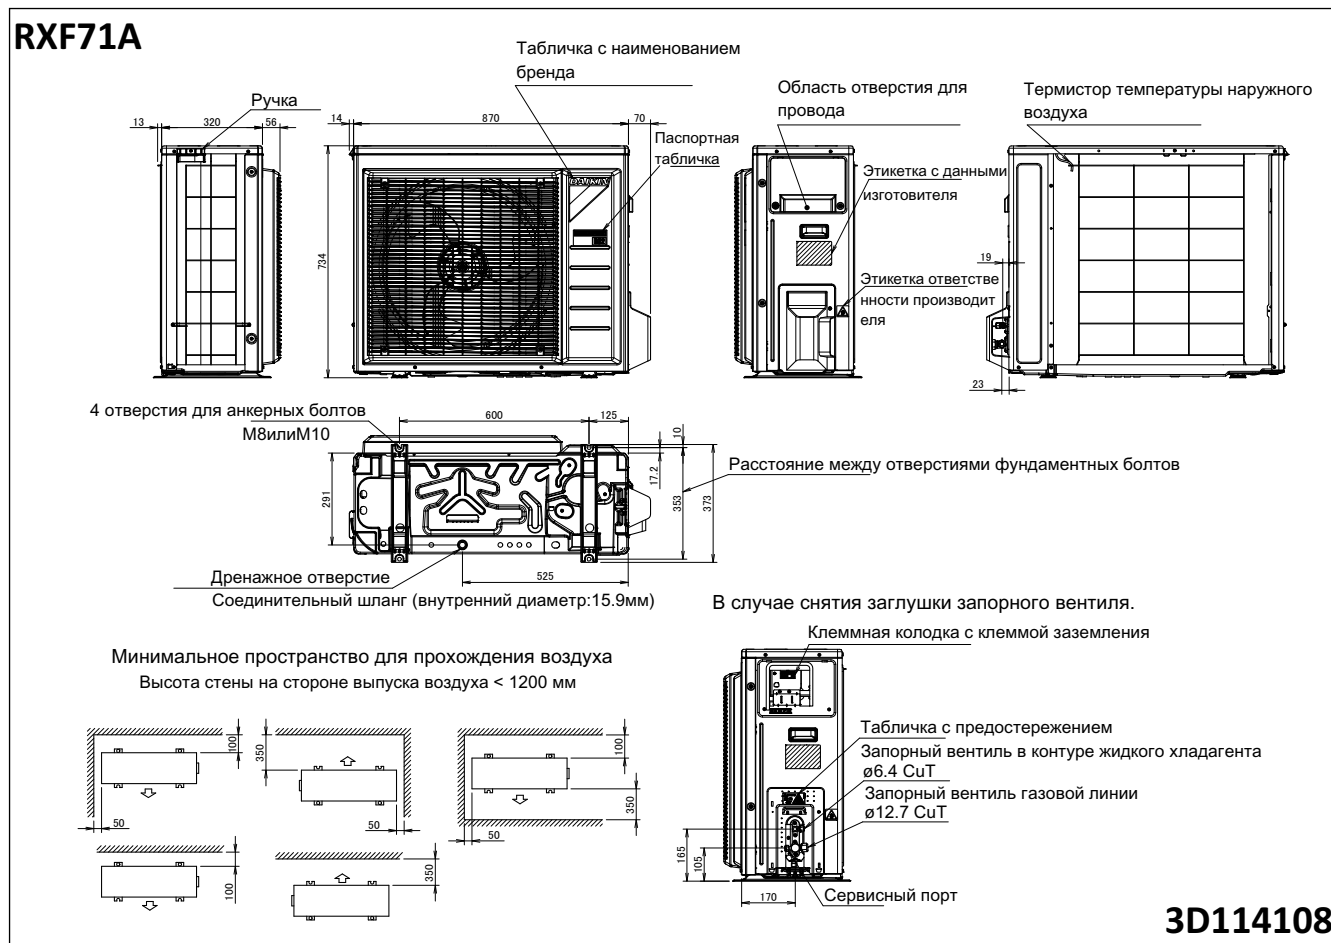 RXF71A
Табличка с наименованием
бренда
Ручка
Область отверстия для
провода
Термистор температуры наружного
воздуха
13
320
56
14
870
70
Паспортная
табличка
DAIKIN
Этикетка с данными
изготовителя
734
19
Этикетка ответстве
нности производит
еля
23
4 отверстия для анкерных болтов
М8илиМ10
600
125
10
17.2
291
353
373
Расстояние между отверстиями фундаментных болтов
525
Дренажное отверстие
Соединительный шланг (внутренний диаметр:15.9мм)
В случае снятия заглушки запорного вентиля.
Клеммная колодка с клеммой заземления
Минимальное пространство для прохождения воздуха
Высота стены на стороне выпуска воздуха < 1200 мм
100
350
100
350
50
50
50
100
350
Табличка с предостережением
Запорный вентиль в контуре жидкого хладагента
ø6.4 CuT
Запорный вентиль газовой линии
ø12.7 CuT
165
105
170
Сервисный порт
3D114108